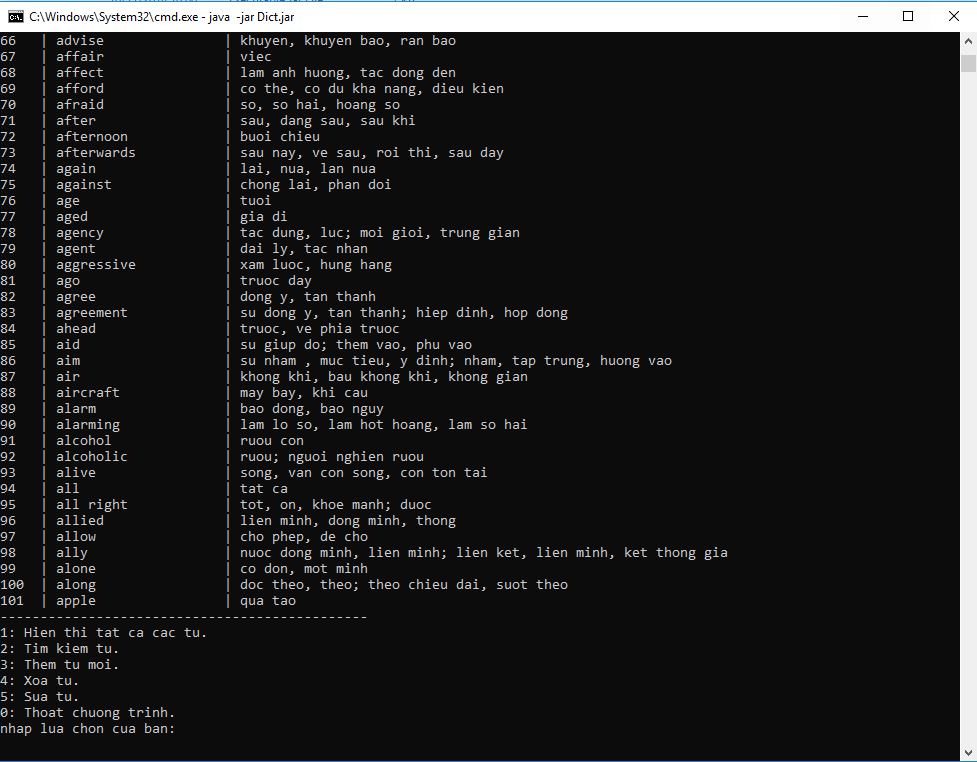 C:\Windows\System32\cmd.exe - java  -jar Dict.jar
66 | advise | khuyen, khuyen bao, ran bao
67 | affair | viec
68 | affect | lam anh huong, tac dong den
69 | afford | co the, co du kha nang, dieu kien
70 | afraid | so, so hai, hoang so
71 | after | sau, dang sau, sau khi
72 | afternoon | buoi chieu
73 | afterwards | sau nay, ve sau, roi thi, sau day
74 | again | lai, nua, lan nua
75 | against | chong lai, phan doi
76 | age | tuoi
77 | aged | gia di
78 | agency | tac dung, luc; moi gioi, trung gian
79 | agent | dai ly, tac nhan
80 | aggressive | xam luoc, hung hang
81 | ago | truoc day
82 | agree | dong y, tan thanh
83 | agreement | su dong y, tan thanh; hiep dinh, hop dong
84 | ahead | truoc, ve phia truoc
85 | aid | su giup do; them vao, phu vao
86 | aim | su nham , muc tieu, y dinh; nham, tap trung, huong vao
87 | air | khong khi, bau khong khi, khong gian
88 | aircraft | may bay, khi cau
89 | alarm | bao dong, bao nguy
90 | alarming | lam lo so, lam hot hoang, lam so hai
91 | alcohol | ruou con
92 | alcoholic | ruou; nguoi nghien ruou
93 | alive | song, van con song, con ton tai
94 | all | tat ca
95 | all right | tot, on, khoe manh; duoc
96 | allied | lien minh, dong minh, thong
97 | allow | cho phep, de cho
98 | ally | nuoc dong minh, lien minh; lien ket, lien minh, ket thong gia
99 | alone | co don, mot minh
100 | along | doc theo, theo; theo chieu dai, suot theo
101 | apple | qua tao
----------------------------------------------
1: Hien thi tat ca cac tu.
2: Tim kiem tu.
3: Them tu moi.
4: Xoa tu.
5: Sua tu.
0: Thoat chuong trinh.
nhap lua chon cua ban: